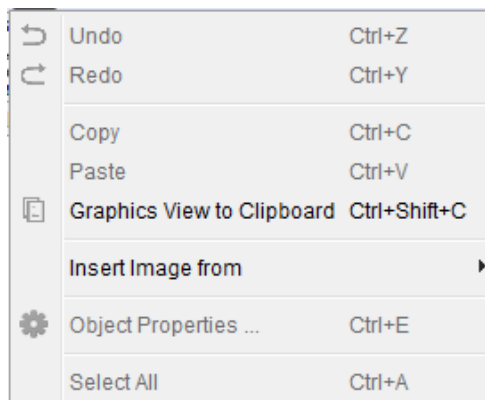 Undo Ctrl+Z
Redo Ctrl+Y
Copy Ctrl+C
Paste Ctrl+V
Graphics View to Clipboard Ctrl+Shift+C
Insert Image from
Object Properties ... Ctrl+E
Select All Ctrl+A